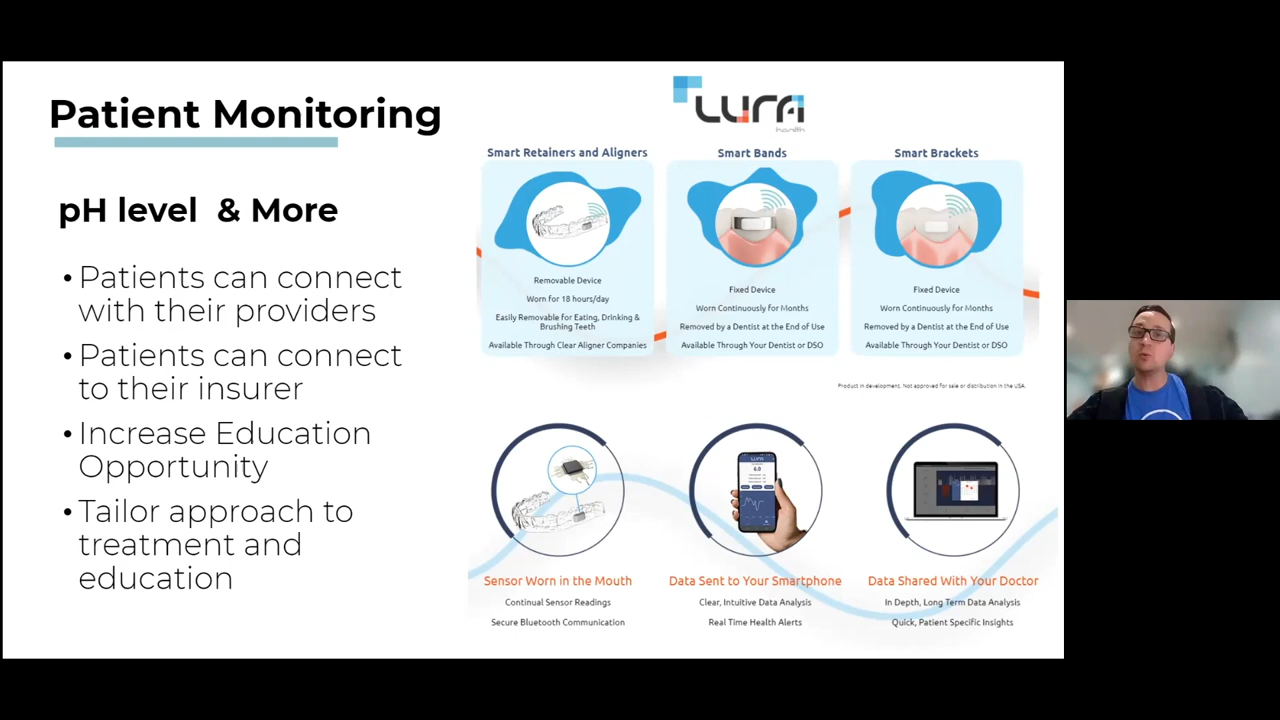 Patient Monitoring
pH level & More
• Patients can connect
with their providers
• Patients can connect
to their insurer
• Increase Education
Opportunity
• Tailor approach to
treatment and
education
LURA
health
Smart Retainers and Aligners
Removable Device
Worn for 18 hours/day
Easily Removable for Eating, Drinking &
Brushing Teeth
Available Through Clear Aligner Companies
Smart Bands
Fixed Device
Worn Continuously for Months
Removed by a Dentist at the End of Use
Available Through Your Dentist or DSO
Smart Brackets
Fixed Device
Worn Continuously for Months
Removed by a Dentist at the End of Use
Available Through Your Dentist or DSO
Product in development. Not approved for sale or distribution in the USA.
LURA
6.0
Sensor Worn in the Mouth
Continual Sensor Readings
Secure Bluetooth Communication
Data Sent to Your Smartphone
Clear, Intuitive Data Analysis
Real Time Health Alerts
Data Shared With Your Doctor
In Depth, Long Term Data Analysis
Quick, Patient Specific Insights